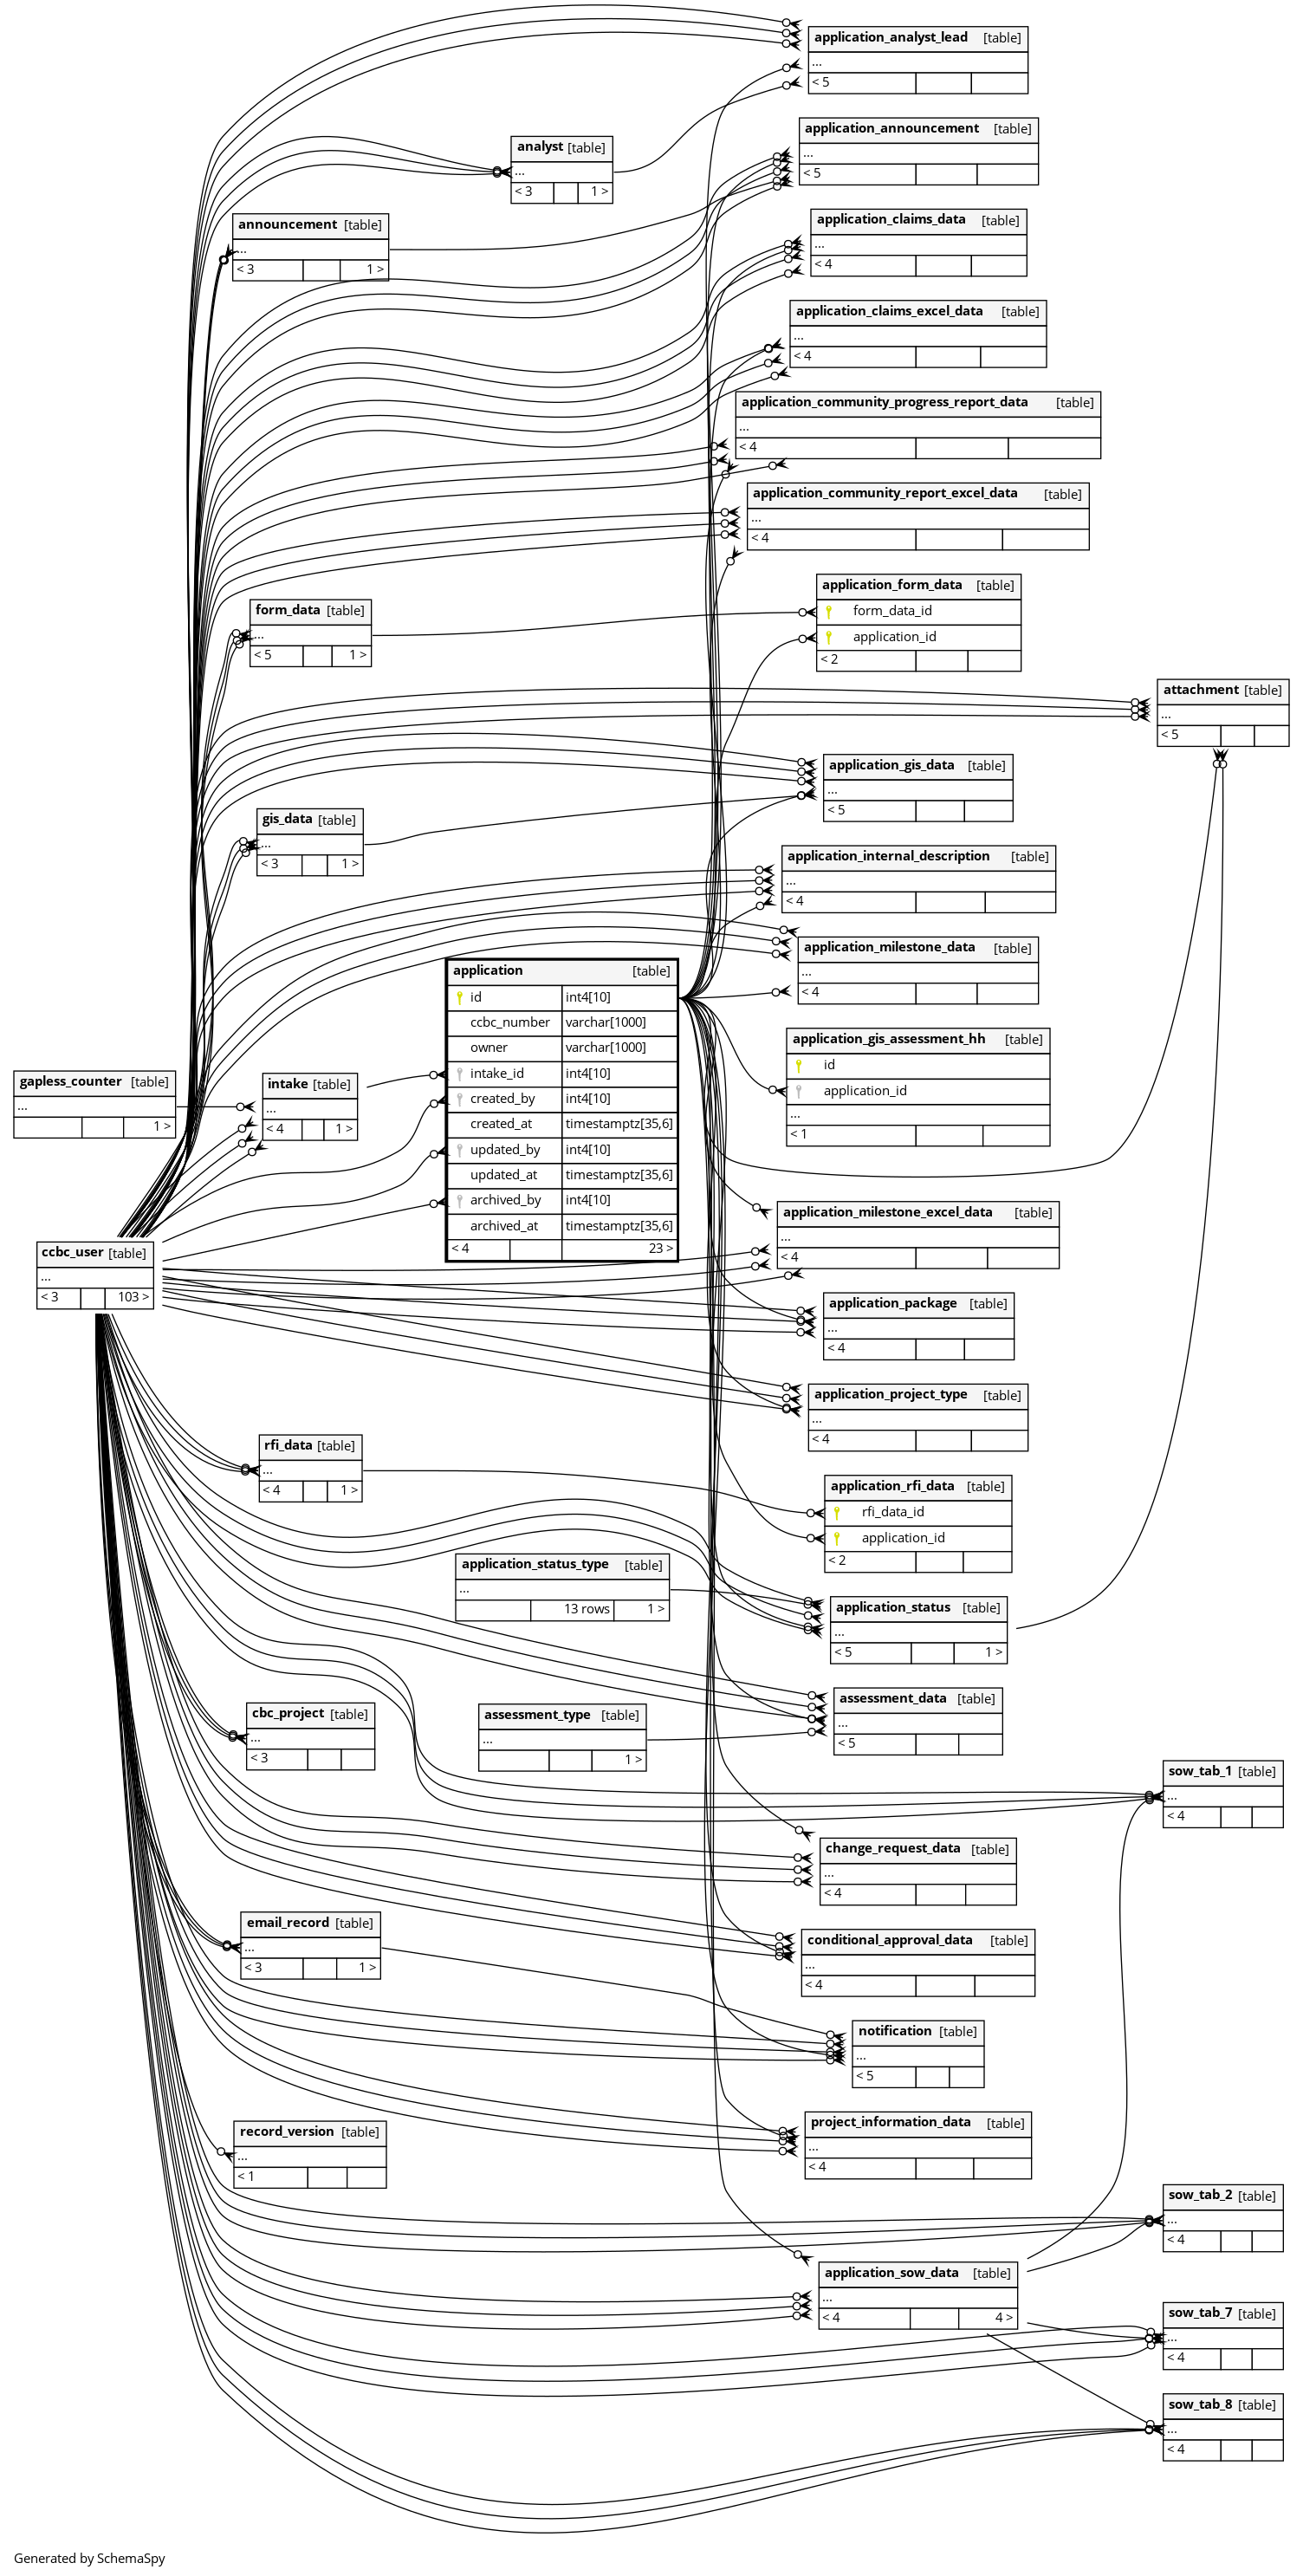 application_analyst_lead [table]
...
< 5
application_announcement [table]
...
< 5
analyst [table]
...
< 3 1 >
application_claims_data [table]
...
< 4
announcement [table]
...
< 3 1 >
application_claims_excel_data [table]
...
< 4
application_community_progress_report_data [table]
...
< 4
application_community_report_excel_data [table]
...
< 4
application_form_data [table]
form_data_id
application_id
< 2
form_data [table]
...
< 5 1 >
attachment [table]
...
< 5
application_gis_data [table]
...
< 5
gis_data [table]
...
< 3 1 >
application_internal_description [table]
...
< 4
application_milestone_data [table]
...
< 4
application [table]
id int4[10]
ccbc_number varchar[1000]
owner varchar[1000]
intake_id int4[10]
created_by int4[10]
created_at timestamptz[35,6]
updated_by int4[10]
updated_at timestamptz[35,6]
archived_by int4[10]
archived_at timestamptz[35,6]
< 4 23 >
application_gis_assessment_hh [table]
id
application_id
...
< 1
gapless_counter [table]
...
1 >
intake [table]
...
< 4 1 >
application_milestone_excel_data [table]
...
< 4
ccbc_user [table]
...
< 3 103 >
application_package [table]
...
< 4
application_project_type [table]
...
< 4
rfi_data [table]
...
< 4 1 >
application_rfi_data [table]
rfi_data_id
application_id
< 2
application_status_type [table]
...
13 rows 1 >
application_status [table]
...
< 5 1 >
assessment_data [table]
...
< 5
cbc_project [table]
...
< 3
assessment_type [table]
...
1 >
sow_tab_1 [table]
...
< 4
change_request_data [table]
...
< 4
email_record [table]
...
< 3 1 >
conditional_approval_data [table]
...
< 4
notification [table]
...
< 5
project_information_data [table]
...
< 4
record_version [table]
...
< 1
sow_tab_2 [table]
...
< 4
application_sow_data [table]
...
< 4 4 >
sow_tab_7 [table]
...
< 4
sow_tab_8 [table]
...
< 4
Generated by SchemaSpy